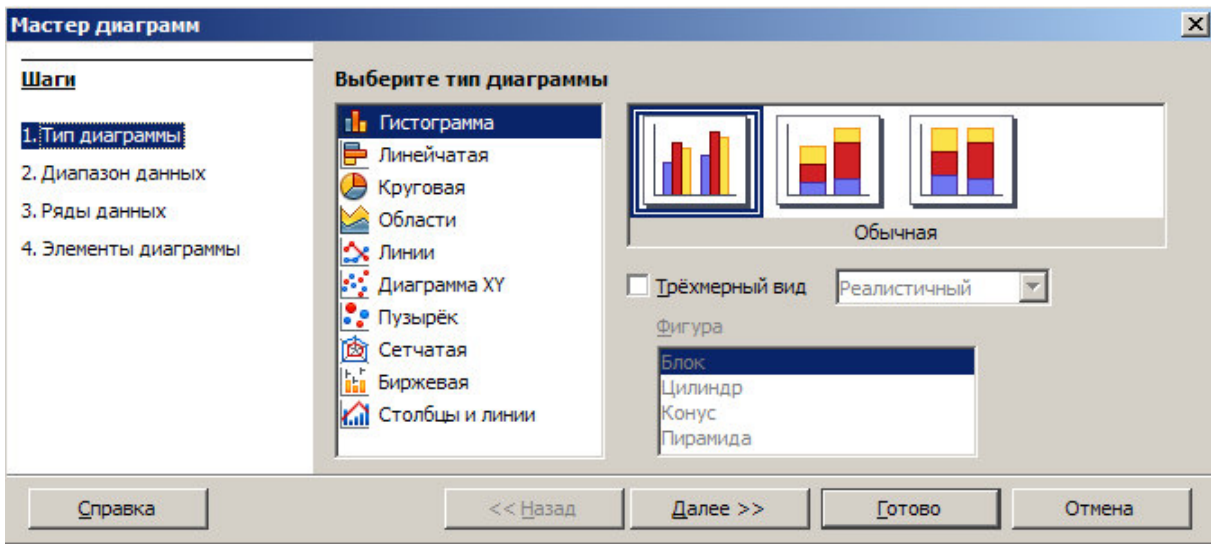 Мастер диаграмм
Шаги
1. Тип диаграммы
2. Диапазон данных
3. Ряды данных
4. Элементы диаграммы
Выберите тип диаграммы
Гистограмма
Линейчатая
Круговая
Области
Линии
Диаграмма XY
Пузырёк
Сетчатая
Биржевая
Столбцы и линии
Обычная
Трёхмерный вид
Реалистичный
Фигура
Блок
Цилиндр
Конус
Пирамида
Справка
<< Назад
Далее >>
Готово
Отмена